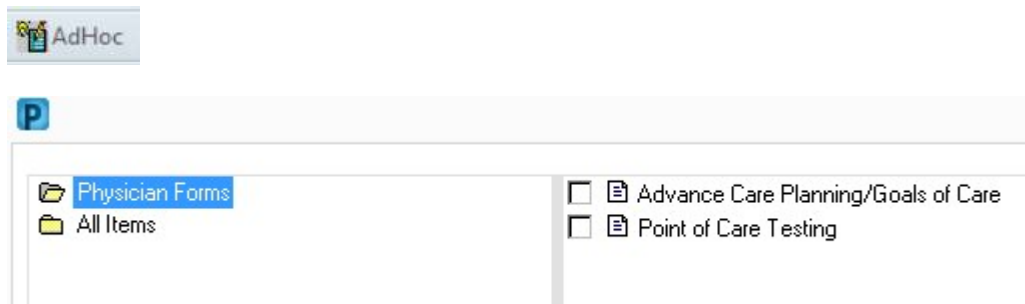 AdHoc
P
Physician Forms
Advance Care Planning/Goals of Care
All Items
Point of Care Testing